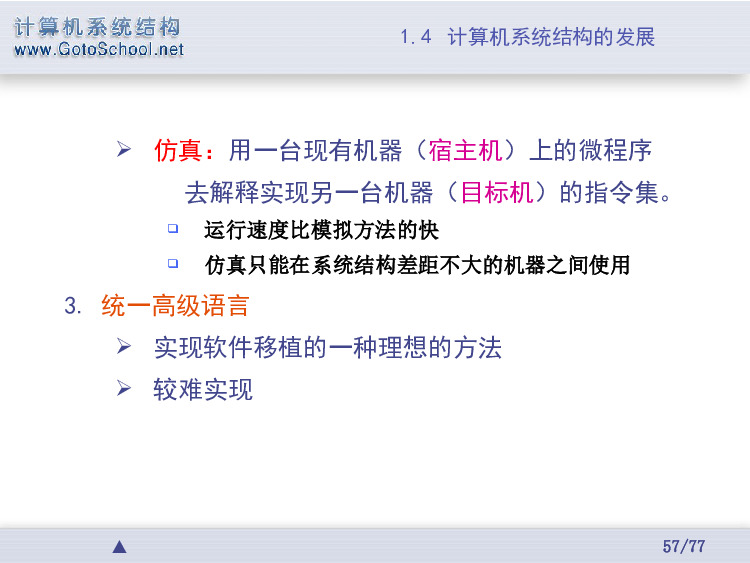 计算机系统结构
www.GotoSchool.net
1.4 计算机系统结构的发展
➢ 仿真：用一台现有机器（宿主机）上的微程序
去解释实现另一台机器（目标机）的指令集。
❑ 运行速度比模拟方法的快
❑ 仿真只能在系统结构差距不大的机器之间使用
3. 统一高级语言
➢ 实现软件移植的一种理想的方法
➢ 较难实现
▲
57/77